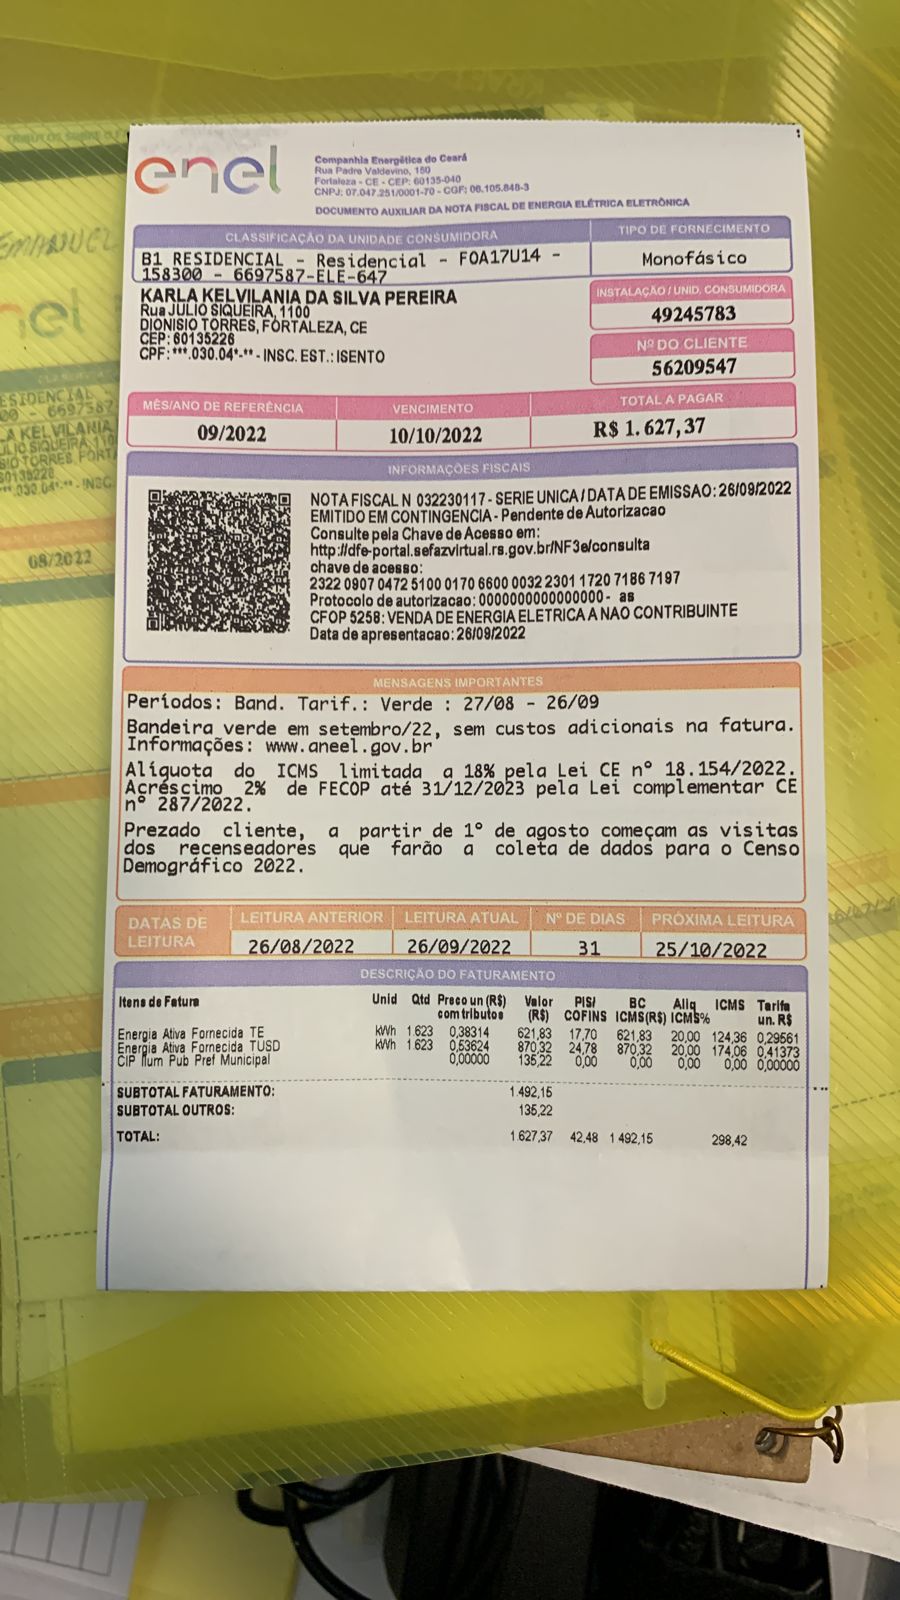 enel
Companhia Energética do Ceará
Rua Padre Valdevino, 150
Fortaleza - CE - CEP: 60135-040
CNPJ: 07.047.251/0001-70 - CGF: 06.105.848-3
DOCUMENTO AUXILIAR DA NOTA FISCAL DE ENERGIA ELÉTRICA ELETRÔNICA
CLASSIFICAÇÃO DA UNIDADE CONSUMIDORA
TIPO DE FORNECIMENTO
B1 RESIDENCIAL - Residencial - FOA17U14 -
158300 - 6697587-ELE-647
Monofásico
KARLA KELVILANIA DA SILVA PEREIRA
Rua JULIO SIQUEIRA, 1100
DIONISIO TORRES, FORTALEZA, CE
CEP: 60135226
CPF: ***.030.04*-** - INSC. EST.: ISENTO
INSTALAÇÃO / UNID. CONSUMIDORA
49245783
Nº DO CLIENTE
56209547
MÊS/ANO DE REFERÊNCIA VENCIMENTO TOTAL A PAGAR
09/2022 10/10/2022 R$ 1.627,37
INFORMAÇÕES FISCAIS
NOTA FISCAL N 032230117 - SERIE UNICA / DATA DE EMISSAO: 26/09/2022
EMITIDO EM CONTINGENCIA - Pendente de Autorizacao
Consulte pela Chave de Acesso em:
http://dfe-portal.sefazvirtual.rs.gov.br/NF3e/consulta
chave de acesso:
2322 0907 0472 5100 0170 6600 0032 2301 1720 7186 7197
Protocolo de autorizacao: 0000000000000000 - as
CFOP 5258: VENDA DE ENERGIA ELETRICA A NAO CONTRIBUINTE
Data de apresentacao: 26/09/2022
MENSAGENS IMPORTANTES
Períodos: Band. Tarif.: Verde : 27/08 - 26/09
Bandeira verde em setembro/22, sem custos adicionais na fatura.
Informações: www.aneel.gov.br
Alíquota do ICMS limitada a 18% pela Lei CE nº 18.154/2022.
Acréscimo 2% de FECOP até 31/12/2023 pela Lei complementar CE
nº 287/2022.
Prezado cliente, a partir de 1° de agosto começam as visitas
dos recenseadores que farão a coleta de dados para o Censo
Demográfico 2022.
DATAS DE LEITURA
LEITURA ANTERIOR LEITURA ATUAL Nº DE DIAS PRÓXIMA LEITURA
26/08/2022 26/09/2022 31 25/10/2022
DESCRIÇÃO DO FATURAMENTO
Itens de Fatura Unid Qtd Preco un (R$) com tributos Valor (R$) PIS/ COFINS BC ICMS(R$) Aliq ICMS% ICMS Tarifa un. R$
Energia Ativa Fornecida TE kWh 1.623 0,38314 621,83 17,70 621,83 20,00 124,36 0,29561
Energia Ativa Fornecida TUSD kWh 1.623 0,53624 870,32 24,78 870,32 20,00 174,06 0,41373
CIP Ilum Pub Pref Municipal 0,00000 135,22 0,00 0,00 0,00 0,00 0,00000
SUBTOTAL FATURAMENTO: 1.492,15
SUBTOTAL OUTROS: 135,22
TOTAL: 1 627,37 42,48 1 492,15 298,42
EMANUEL
08/2022